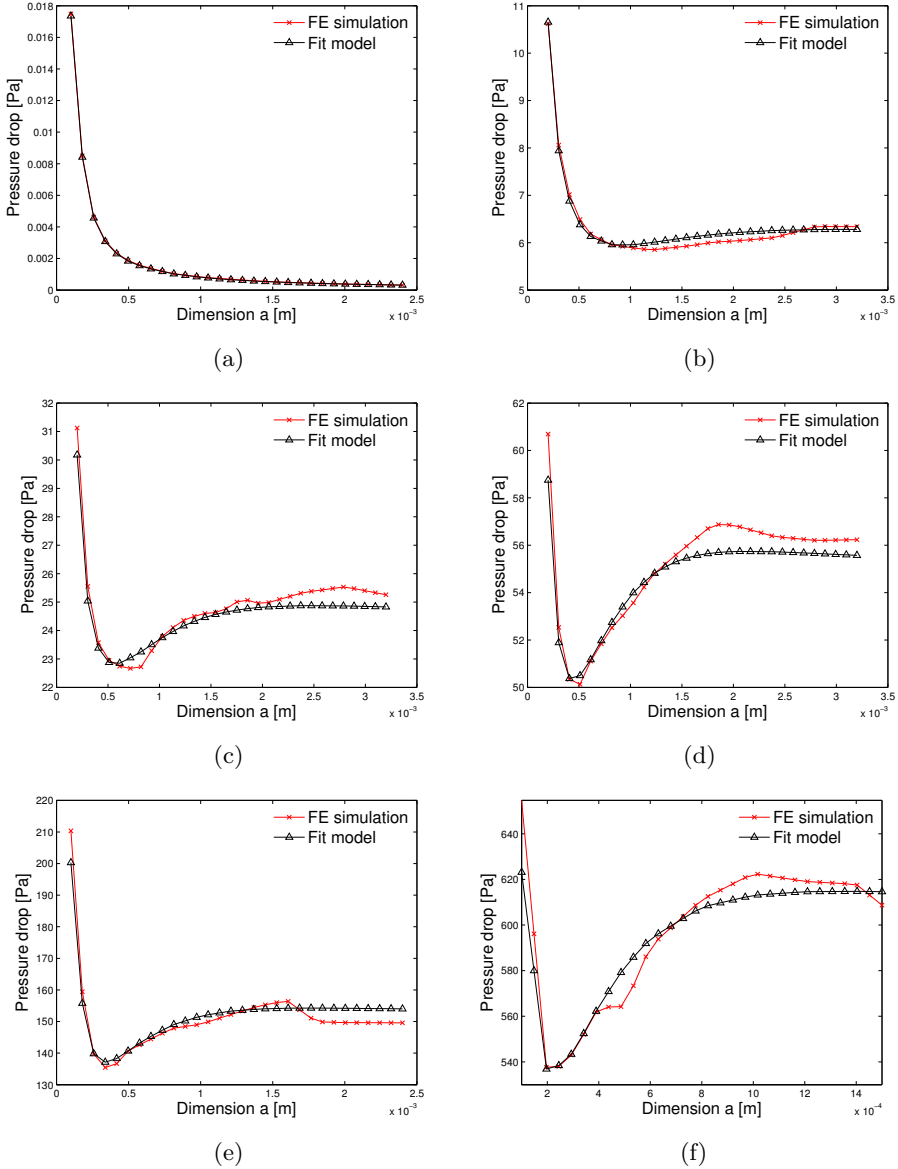 0.018
0.016
0.014
0.012
0.01
0.008
0.006
0.004
0.002
0
Pressure drop [Pa]
FE simulation
Fit model
0 0.5 1 1.5 2 2.5
Dimension a [m]
x 10⁻³
(a)
11
10
9
8
7
6
5
Pressure drop [Pa]
FE simulation
Fit model
0 0.5 1 1.5 2 2.5 3 3.5
Dimension a [m]
x 10⁻³
(b)
32
31
30
29
28
27
26
25
24
23
22
Pressure drop [Pa]
FE simulation
Fit model
0 0.5 1 1.5 2 2.5 3 3.5
Dimension a [m]
x 10⁻³
(c)
62
60
58
56
54
52
50
Pressure drop [Pa]
FE simulation
Fit model
0 0.5 1 1.5 2 2.5 3 3.5
Dimension a [m]
x 10⁻³
(d)
220
210
200
190
180
170
160
150
140
130
Pressure drop [Pa]
FE simulation
Fit model
0 0.5 1 1.5 2 2.5
Dimension a [m]
x 10⁻³
(e)
640
620
600
580
560
540
Pressure drop [Pa]
FE simulation
Fit model
2 4 6 8 10 12 14
Dimension a [m]
x 10⁻⁴
(f)